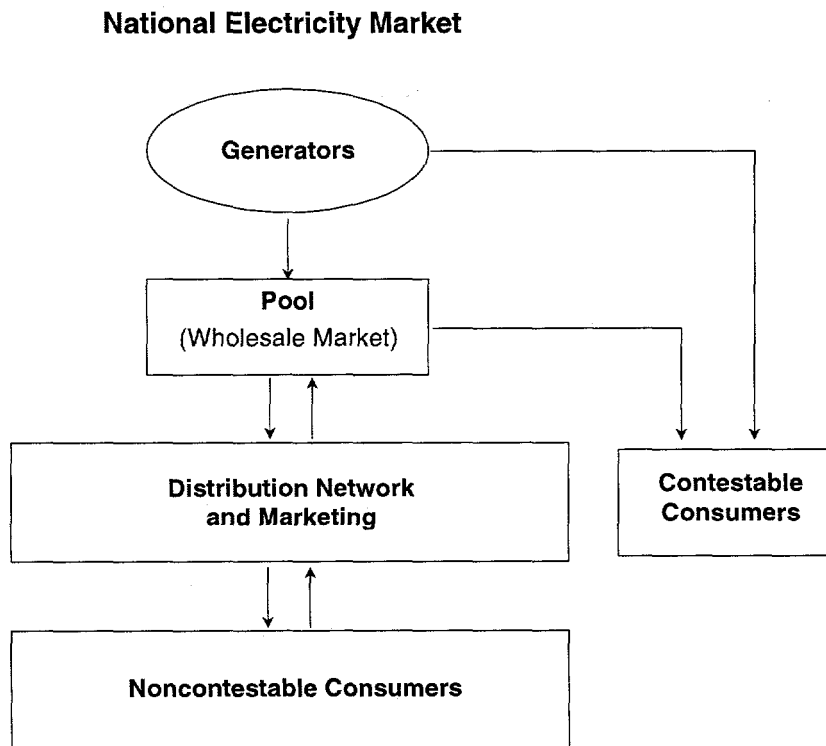 National Electricity Market
Generators
Pool
(Wholesale Market)
Distribution Network
and Marketing
Contestable
Consumers
Noncontestable Consumers